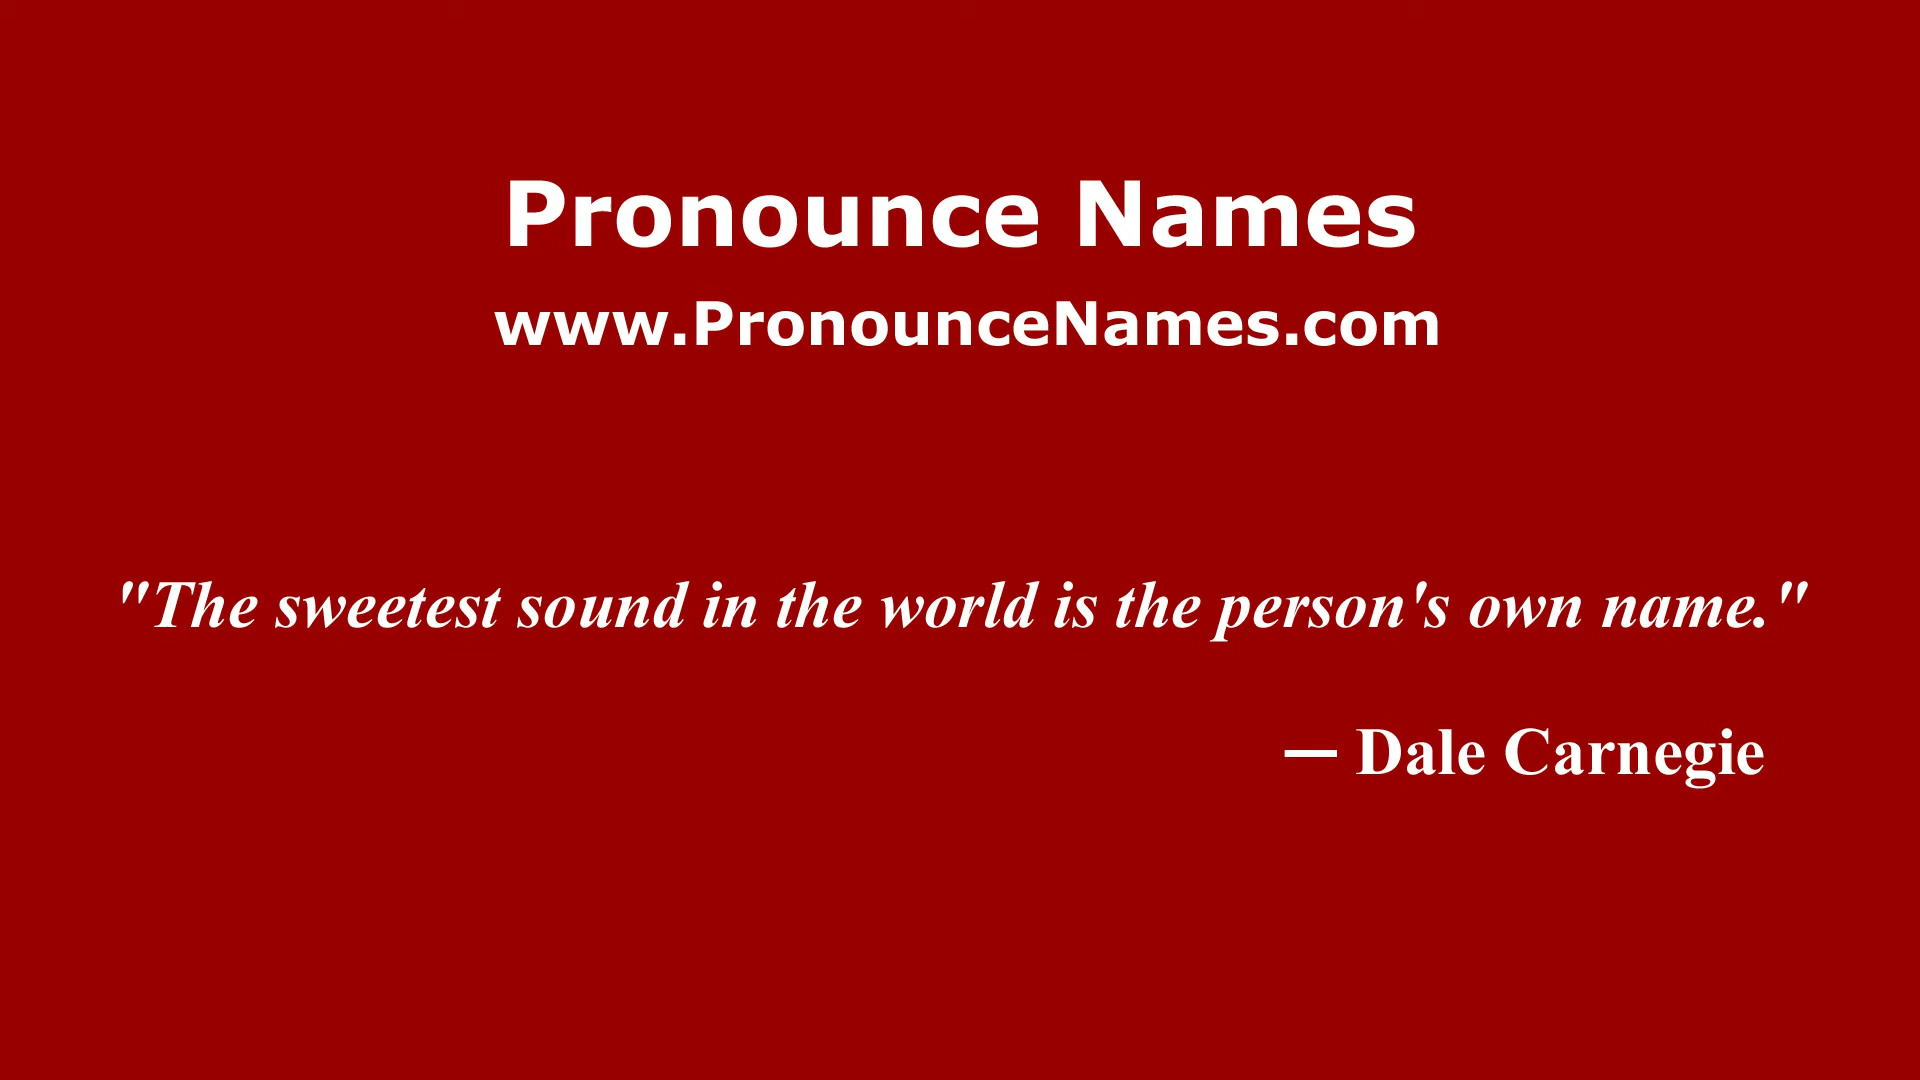 Pronounce Names
www.PronounceNames.com
"The sweetest sound in the world is the person's own name."
— Dale Carnegie